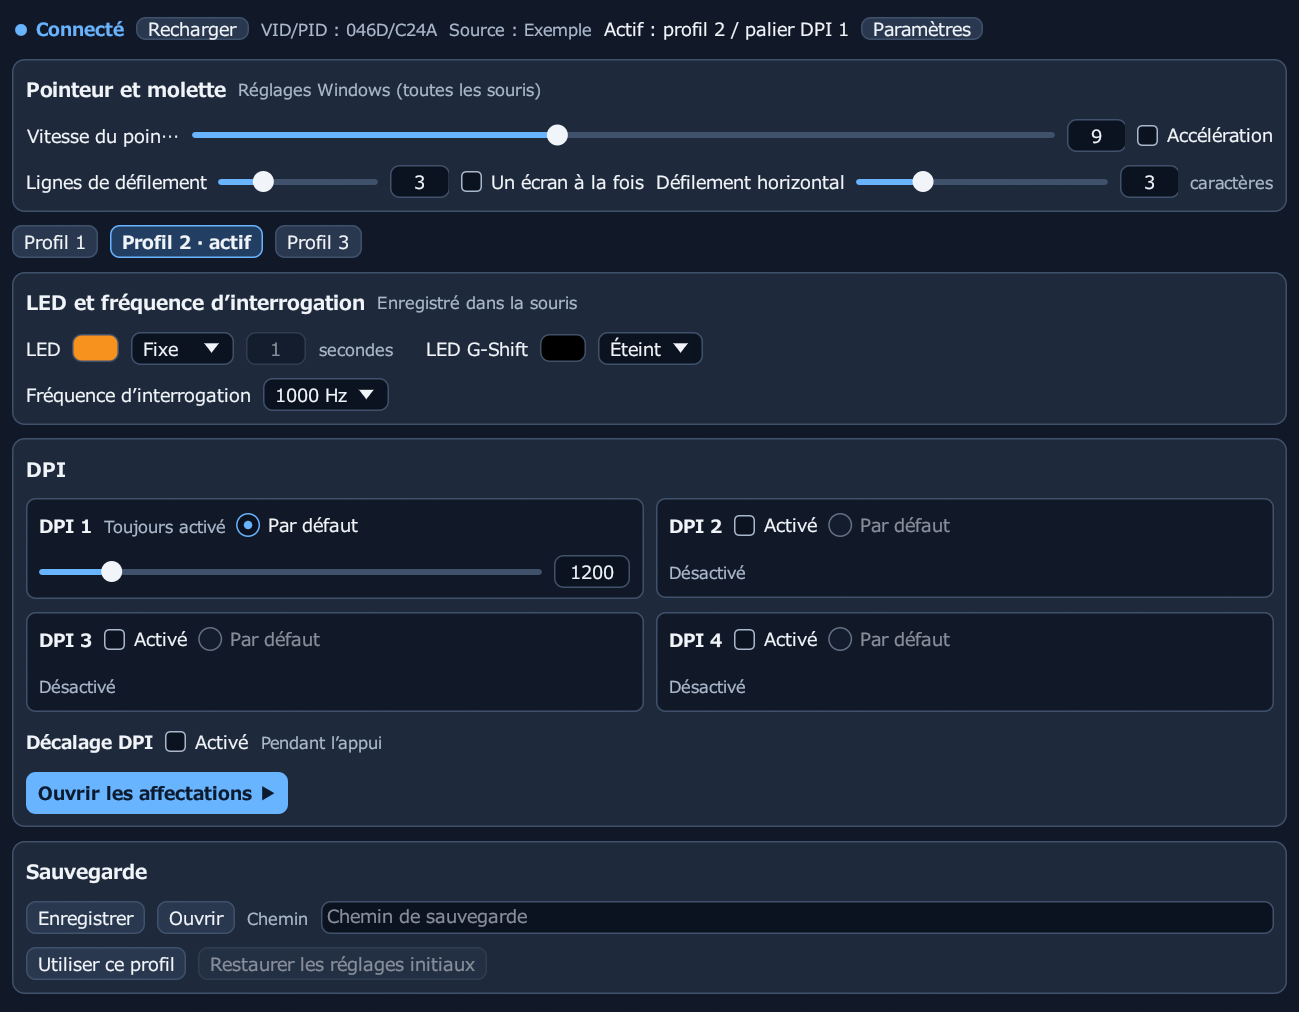 Connecté Recharger VID/PID : 046D/C24A Source : Exemple Actif : profil 2 / palier DPI 1 Paramètres
Pointeur et molette Réglages Windows (toutes les souris)
Vitesse du poin⋯ 9 Accélération
Lignes de défilement 3 Un écran à la fois Défilement horizontal 3 caractères
Profil 1 Profil 2 · actif Profil 3
LED et fréquence d’interrogation Enregistré dans la souris
LED Fixe 1 secondes LED G-Shift Éteint
Fréquence d’interrogation 1000 Hz
DPI
DPI 1 Toujours activé Par défaut
1200
DPI 2 Activé Par défaut
Désactivé
DPI 3 Activé Par défaut
Désactivé
DPI 4 Activé Par défaut
Désactivé
Décalage DPI Activé Pendant l’appui
Ouvrir les affectations
Sauvegarde
Enregistrer Ouvrir Chemin Chemin de sauvegarde
Utiliser ce profil Restaurer les réglages initiaux